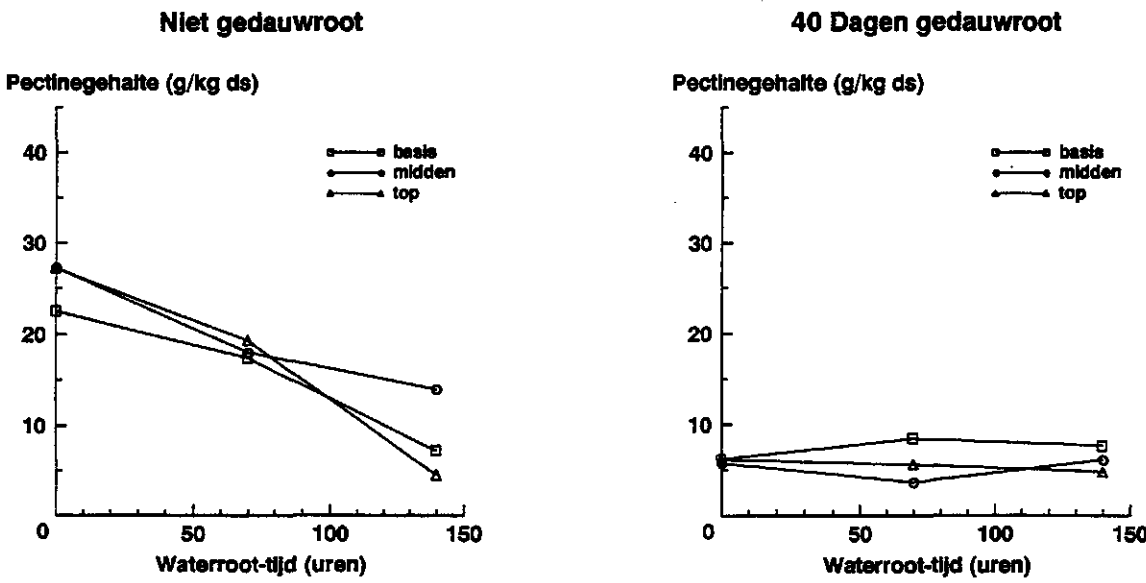 Niet gedauwroot
Pectinegehalte (g/kg ds)
basis
midden
top
40
30
20
10
0
50
100
150
Waterroot-tijd (uren)
40 Dagen gedauwroot
Pectinegehalte (g/kg ds)
basis
midden
top
40
30
20
10
0
50
100
150
Waterroot-tijd (uren)